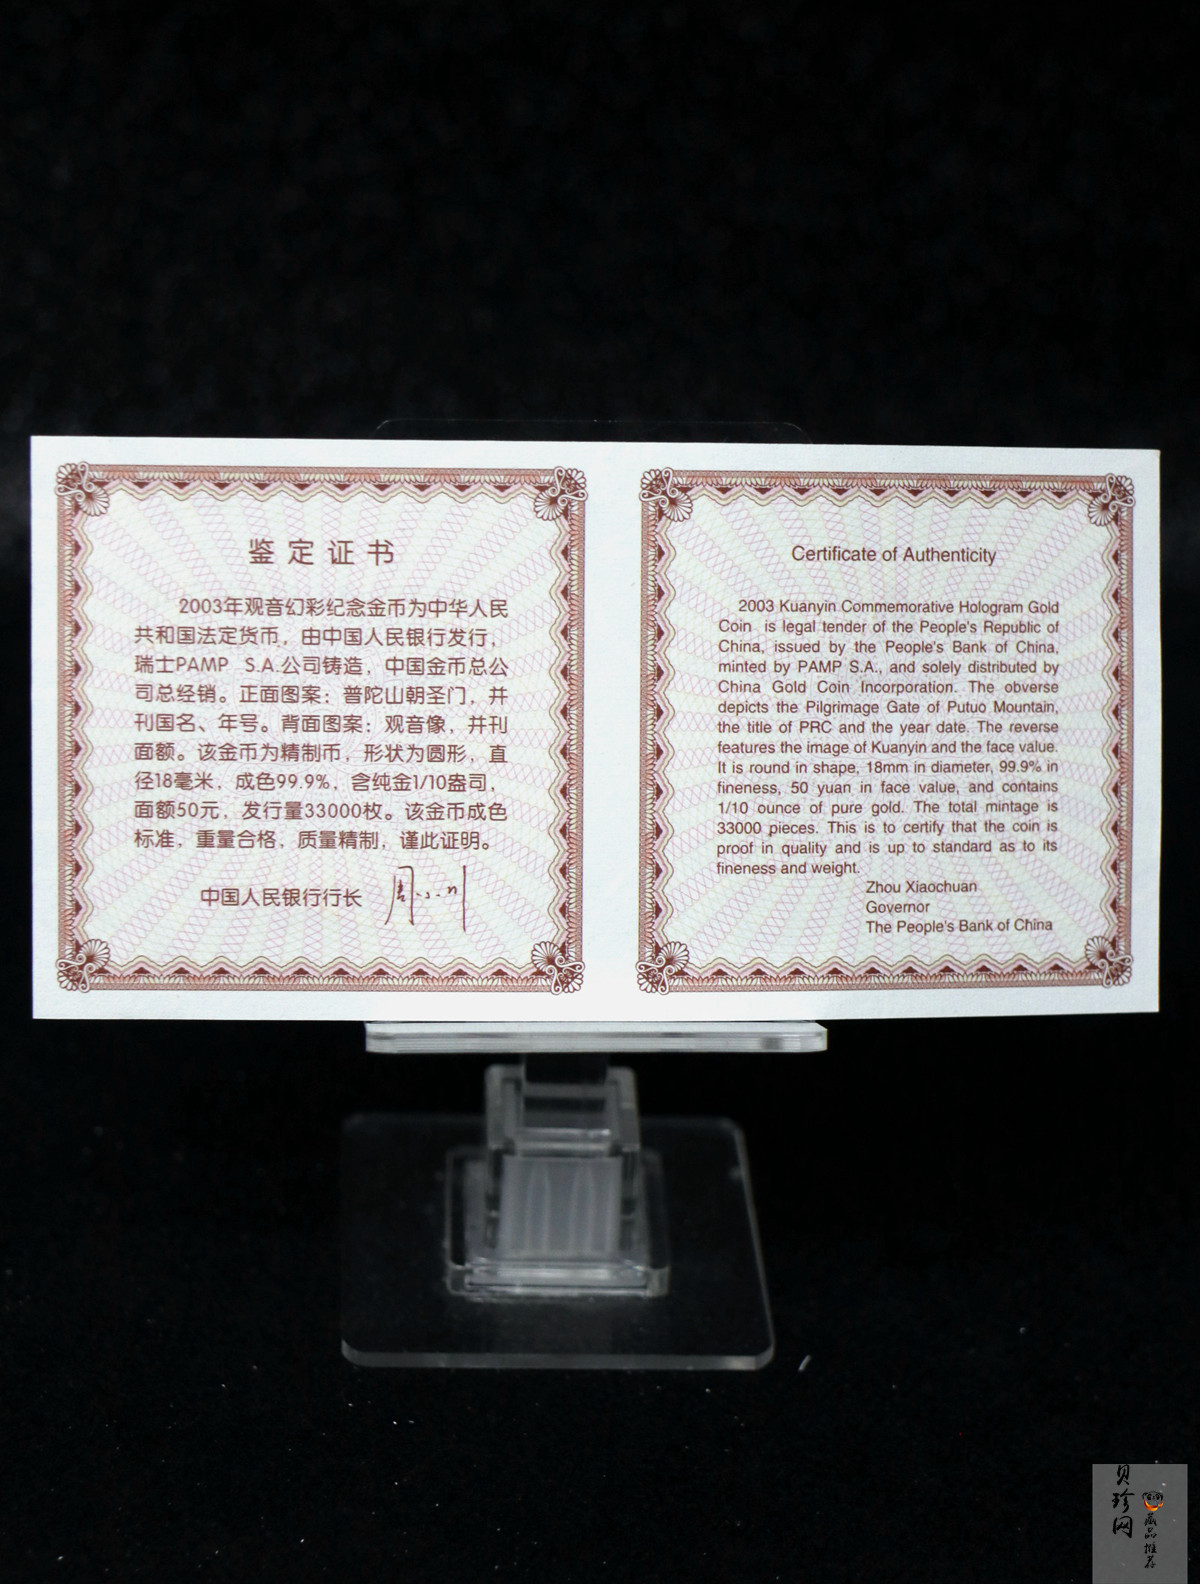 鉴定证书
2003年观音幻彩纪念金币为中华人民
共和国法定货币，由中国人民银行发行，
瑞士PAMP S.A.公司铸造，中国金币总公
司总经销。正面图案：普陀山朝圣门，并
刊国名、年号。背面图案：观音像，并刊
面额。该金币为精制币，形状为圆形，直
径18毫米，成色99.9%，含纯金1/10盎司，
面额50元，发行量33000枚。该金币成色
标准，重量合格，质量精制，谨此证明。
中国人民银行行长 周小川
Certificate of Authenticity
2003 Kuanyin Commemorative Hologram Gold
Coin is legal tender of the People's Republic of
China, issued by the People's Bank of China,
minted by PAMP S.A., and solely distributed by
China Gold Coin Incorporation. The obverse
depicts the Pilgrimage Gate of Putuo Mountain,
the title of PRC and the year date. The reverse
features the image of Kuanyin and the face value.
It is round in shape, 18mm in diameter, 99.9% in
fineness, 50 yuan in face value, and contains
1/10 ounce of pure gold. The total mintage is
33000 pieces. This is to certify that the coin is
proof in quality and is up to standard as to its
fineness and weight.
Zhou Xiaochuan
Governor
The People's Bank of China
贝珍网
藏品推荐